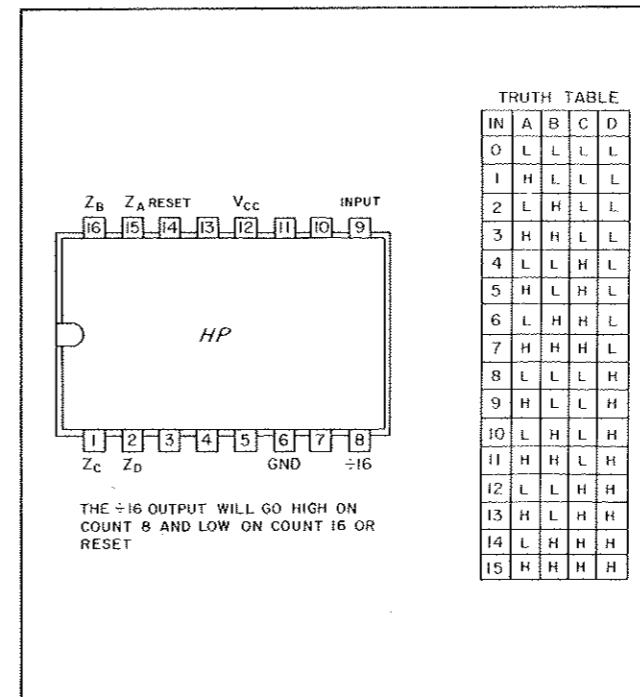 TRUTH TABLE
IN A B C D
0 L L L L
1 H L L L
2 L H L L
3 H H L L
4 L L H L
5 H L H L
6 L H H L
7 H H H L
8 L L L H
9 H L L H
10 L H L H
11 H H L H
12 L L H H
13 H L H H
14 L H H H
15 H H H H
ZB ZA RESET VCC INPUT
16 15 14 13 12 11 10 9
HP
1 2 3 4 5 6 7 8
ZC ZD GND ÷16
THE ÷16 OUTPUT WILL GO HIGH ON
COUNT 8 AND LOW ON COUNT 16 OR
RESET